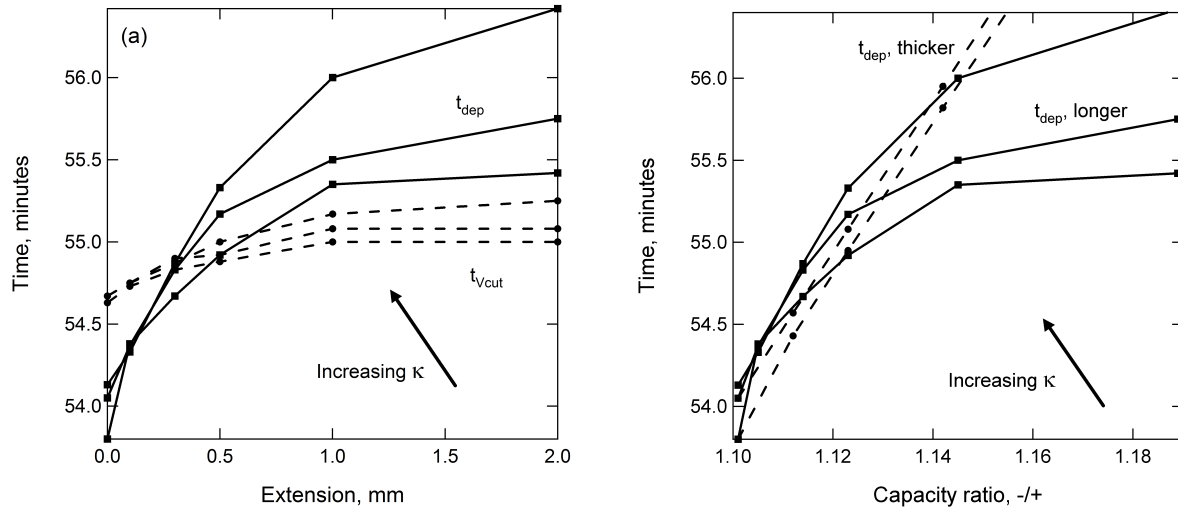 (a)
56.0
55.5
55.0
54.5
54.0
Time, minutes
t_dep
t_Vcut
Increasing κ
0.0 0.5 1.0 1.5 2.0
Extension, mm
56.0
55.5
55.0
54.5
54.0
Time, minutes
t_dep, thicker
t_dep, longer
Increasing κ
1.10 1.12 1.14 1.16 1.18
Capacity ratio, -/+